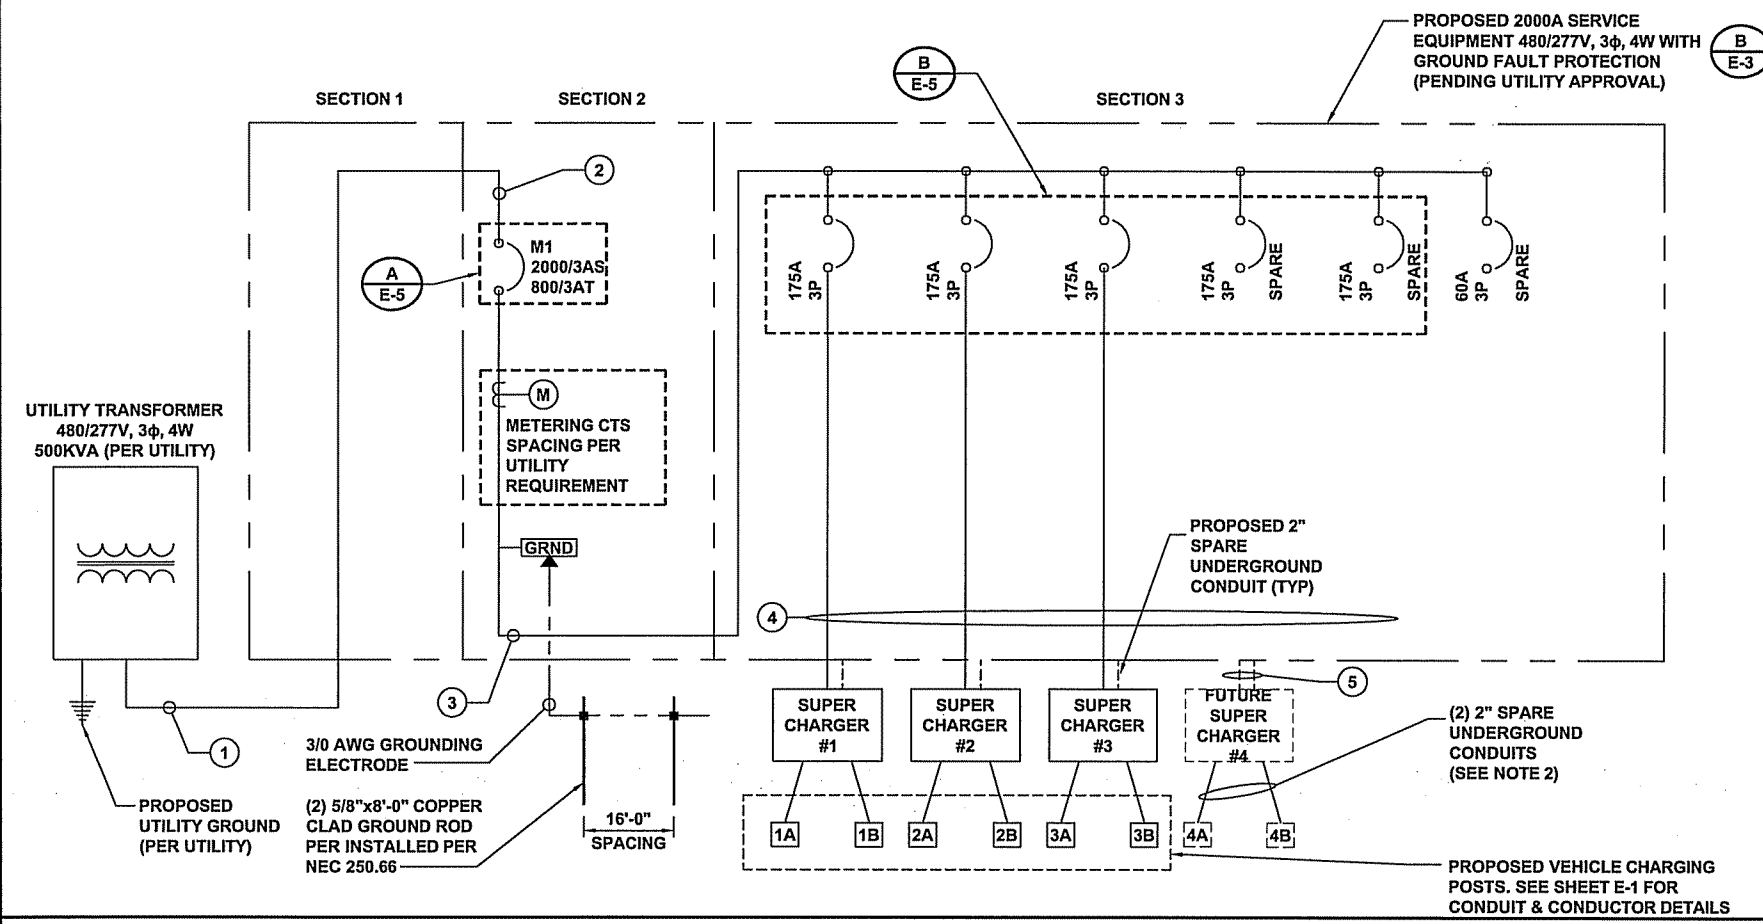 PROPOSED 2000A SERVICE
EQUIPMENT 480/277V, 3ϕ, 4W WITH
GROUND FAULT PROTECTION
(PENDING UTILITY APPROVAL)
B
E-3
B
E-5
SECTION 1
SECTION 2
SECTION 3
2
M1
2000/3AS
800/3AT
A
E-5
175A
3P
175A
3P
175A
3P
175A
3P
SPARE
175A
3P
SPARE
60A
3P
SPARE
M
METERING CTS
SPACING PER
UTILITY
REQUIREMENT
UTILITY TRANSFORMER
480/277V, 3ϕ, 4W
500KVA (PER UTILITY)
GRND
PROPOSED 2"
SPARE
UNDERGROUND
CONDUIT (TYP)
4
3
5
1
SUPER
CHARGER
#1
SUPER
CHARGER
#2
SUPER
CHARGER
#3
FUTURE
SUPER
CHARGER
#4
(2) 2" SPARE
UNDERGROUND
CONDUITS
(SEE NOTE 2)
3/0 AWG GROUNDING
ELECTRODE
PROPOSED
UTILITY GROUND
(PER UTILITY)
(2) 5/8"x8'-0" COPPER
CLAD GROUND ROD
PER INSTALLED PER
NEC 250.66
16'-0"
SPACING
1A
1B
2A
2B
3A
3B
4A
4B
PROPOSED VEHICLE CHARGING
POSTS. SEE SHEET E-1 FOR
CONDUIT & CONDUCTOR DETAILS